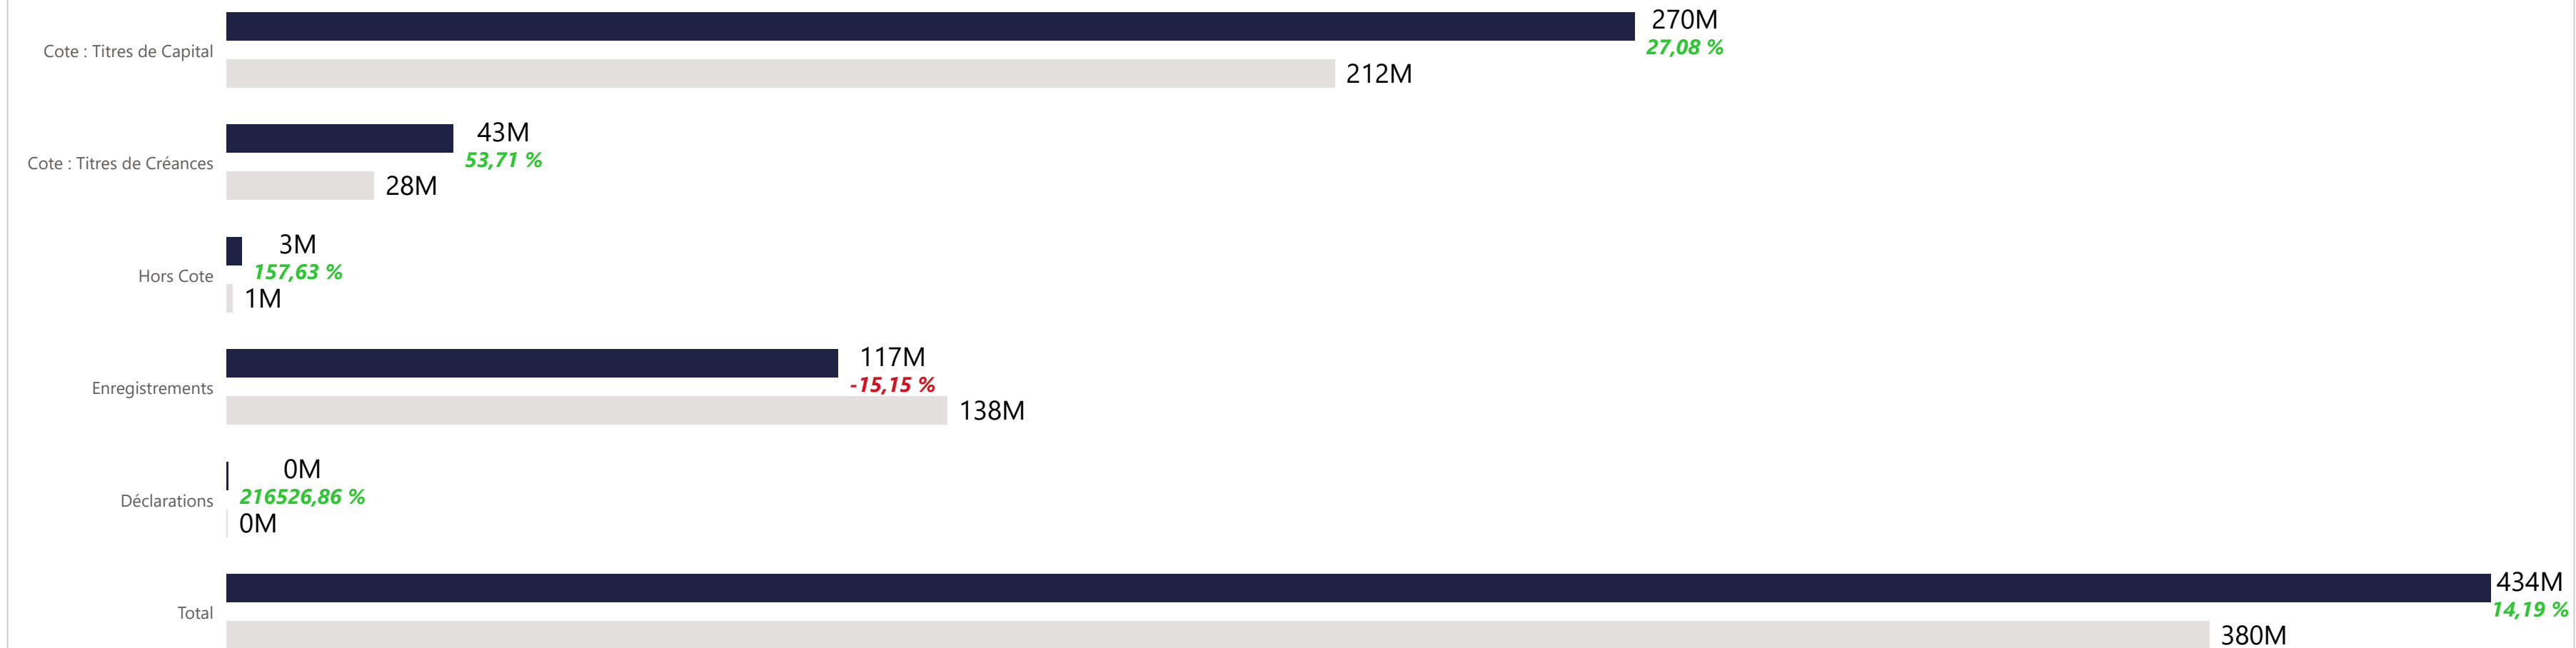 270M
27,08 %
Cote : Titres de Capital
212M
43M
53,71 %
Cote : Titres de Créances
28M
3M
157,63 %
Hors Cote
1M
117M
-15,15 %
Enregistrements
138M
0M
216526,86 %
Déclarations
0M
434M
14,19 %
Total
380M